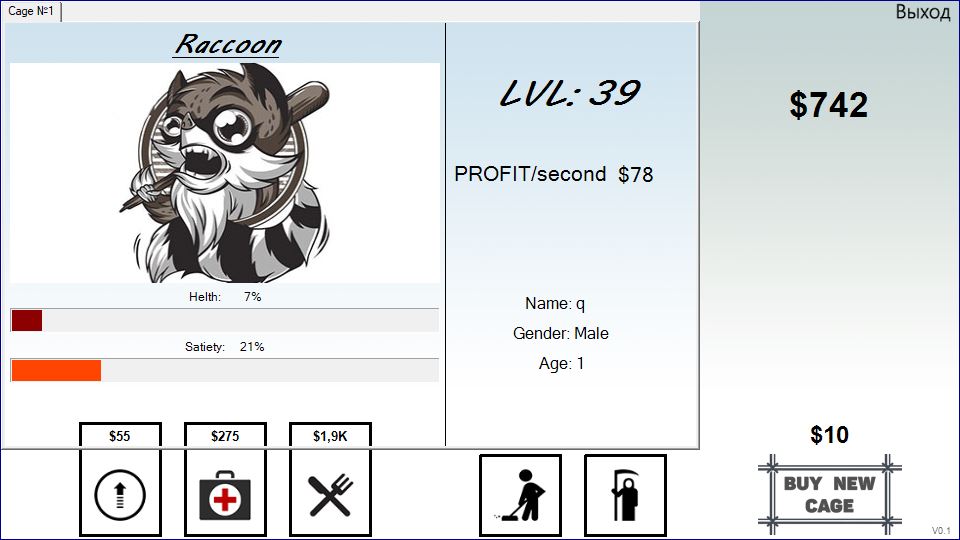 Cage №1
Выход
Raccoon
LVL: 39
$742
PROFIT/second $78
Helth: 7%
Name: q
Gender: Male
Satiety: 21%
Age: 1
$55
$275
$1,9K
$10
BUY NEW
CAGE
V0.1